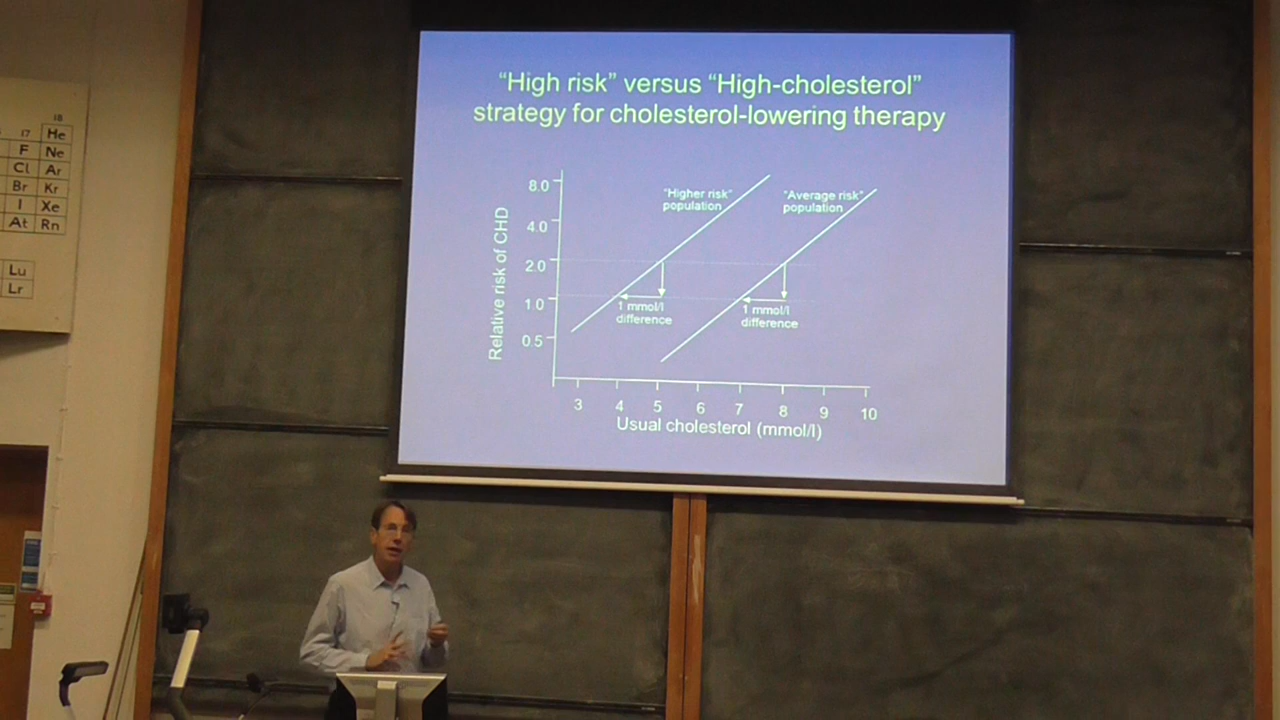 “High risk” versus “High-cholesterol”
strategy for cholesterol-lowering therapy
“Higher risk”
population
“Average risk”
population
Relative risk of CHD
8.0
4.0
2.0
1.0
0.5
1 mmol/l
difference
1 mmol/l
difference
3 4 5 6 7 8 9 10
Usual cholesterol (mmol/l)
18
17 He
F Ne
Cl Ar
Br Kr
I Xe
At Rn
Lu
Lr